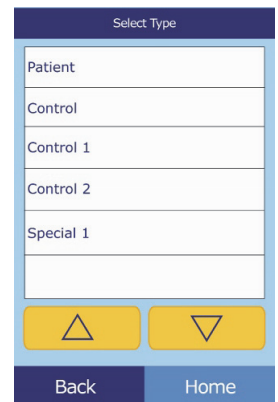 Select Type
Patient
Control
Control 1
Control 2
Special 1
Back Home